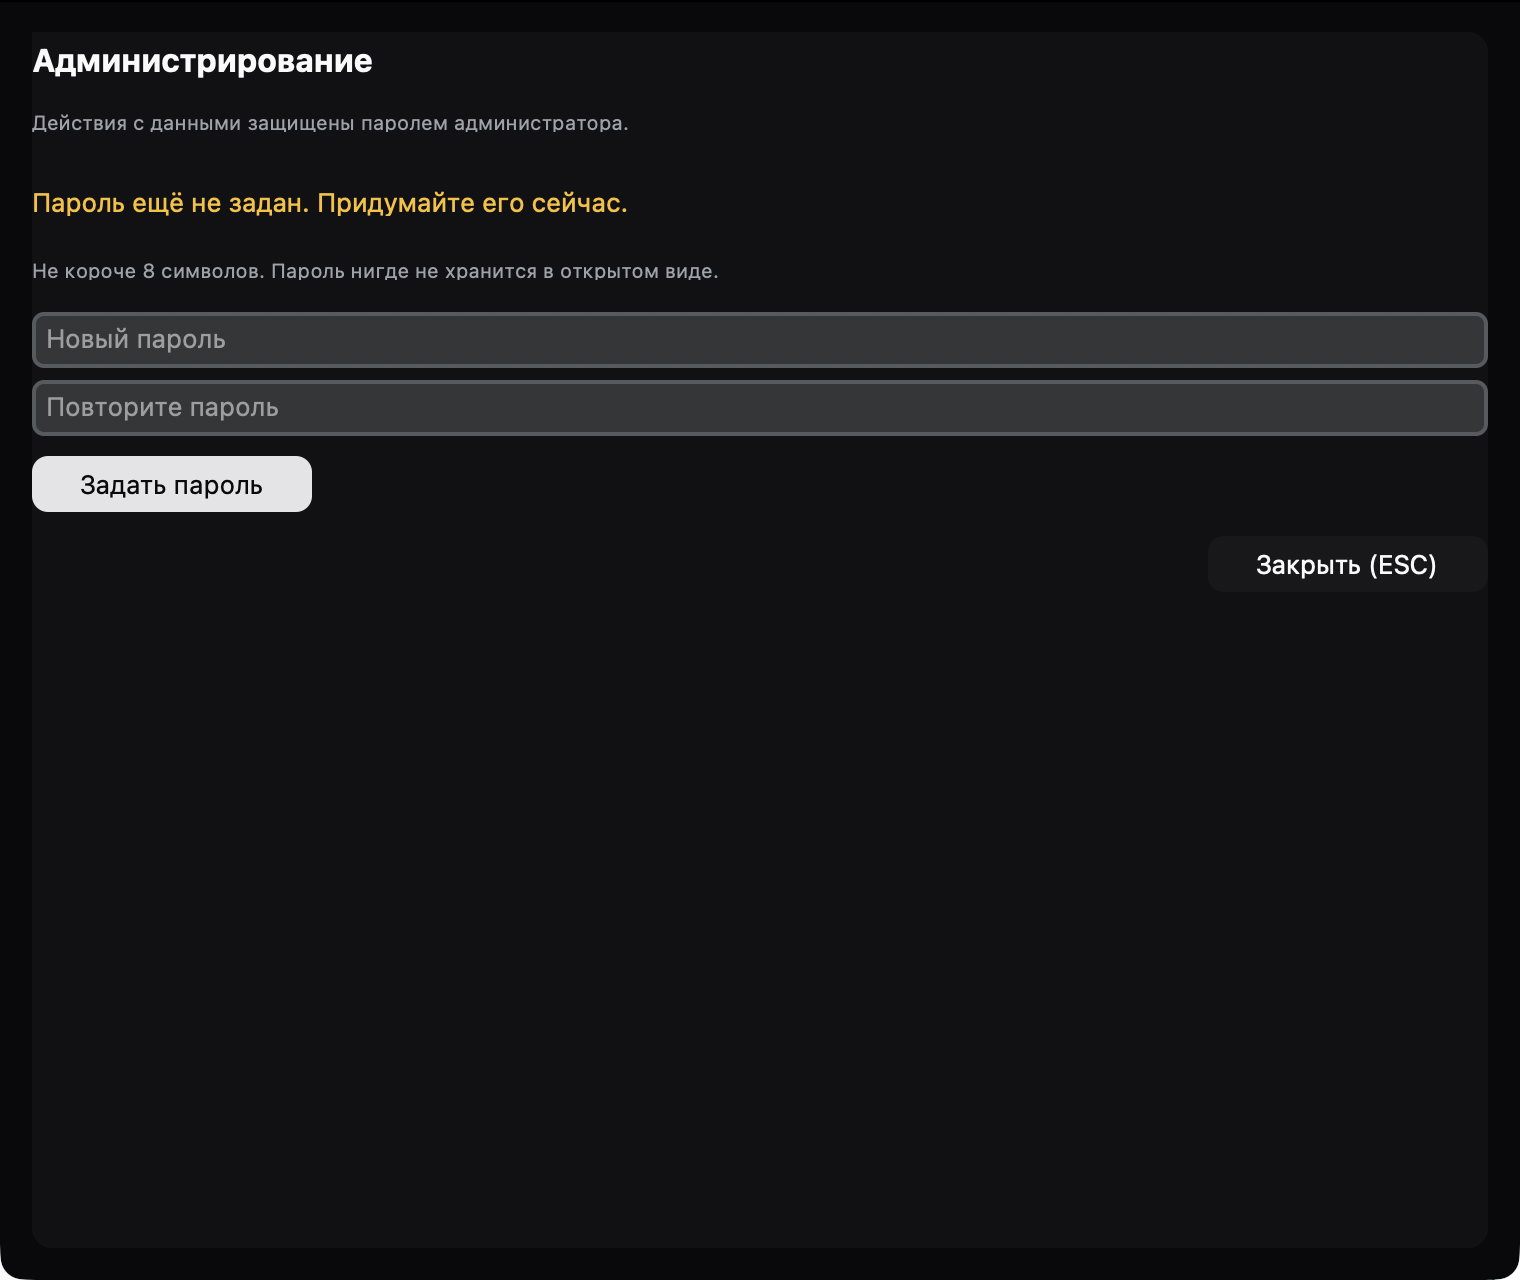 Администрирование
Действия с данными защищены паролем администратора.
Пароль ещё не задан. Придумайте его сейчас.
Не короче 8 символов. Пароль нигде не хранится в открытом виде.
Новый пароль
Повторите пароль
Задать пароль
Закрыть (ESC)